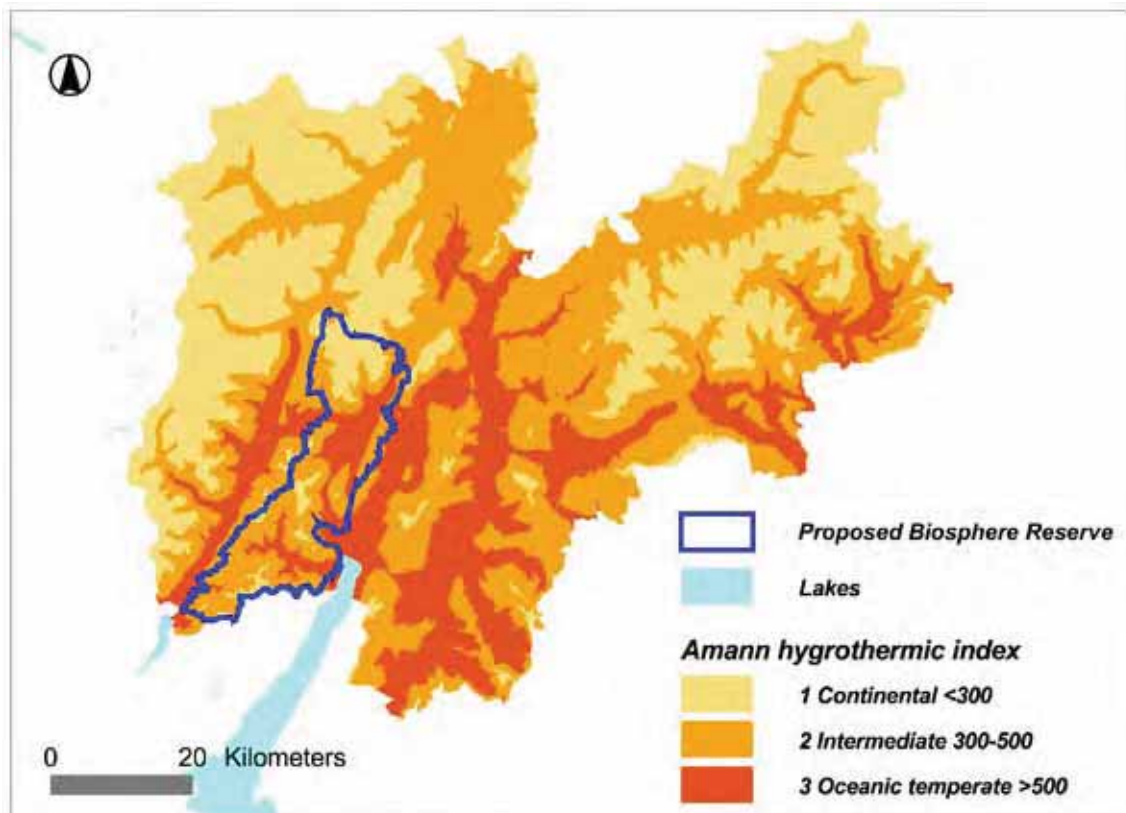 Proposed Biosphere Reserve
Lakes
Amann hygrothermic index
1 Continental <300
2 Intermediate 300-500
3 Oceanic temperate >500
0 20 Kilometers